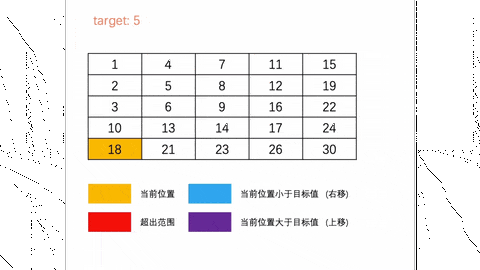 target: 5
1 4 7 11 15
2 5 8 12 19
3 6 9 16 22
10 13 14 17 24
18 21 23 26 30
当前位置 当前位置小于目标值 (右移)
超出范围 当前位置大于目标值 (上移)